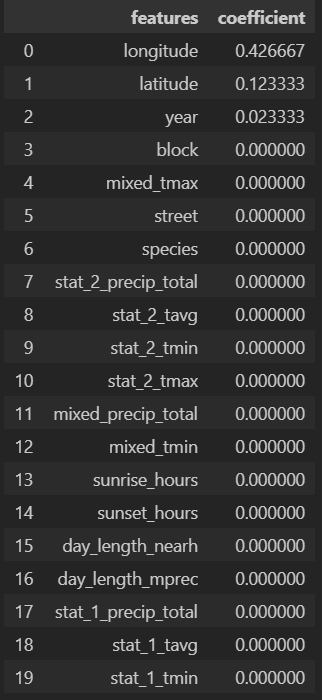 features coefficient
0 longitude 0.426667
1 latitude 0.123333
2 year 0.023333
3 block 0.000000
4 mixed_tmax 0.000000
5 street 0.000000
6 species 0.000000
7 stat_2_precip_total 0.000000
8 stat_2_tavg 0.000000
9 stat_2_tmin 0.000000
10 stat_2_tmax 0.000000
11 mixed_precip_total 0.000000
12 mixed_tmin 0.000000
13 sunrise_hours 0.000000
14 sunset_hours 0.000000
15 day_length_nearh 0.000000
16 day_length_mprec 0.000000
17 stat_1_precip_total 0.000000
18 stat_1_tavg 0.000000
19 stat_1_tmin 0.000000